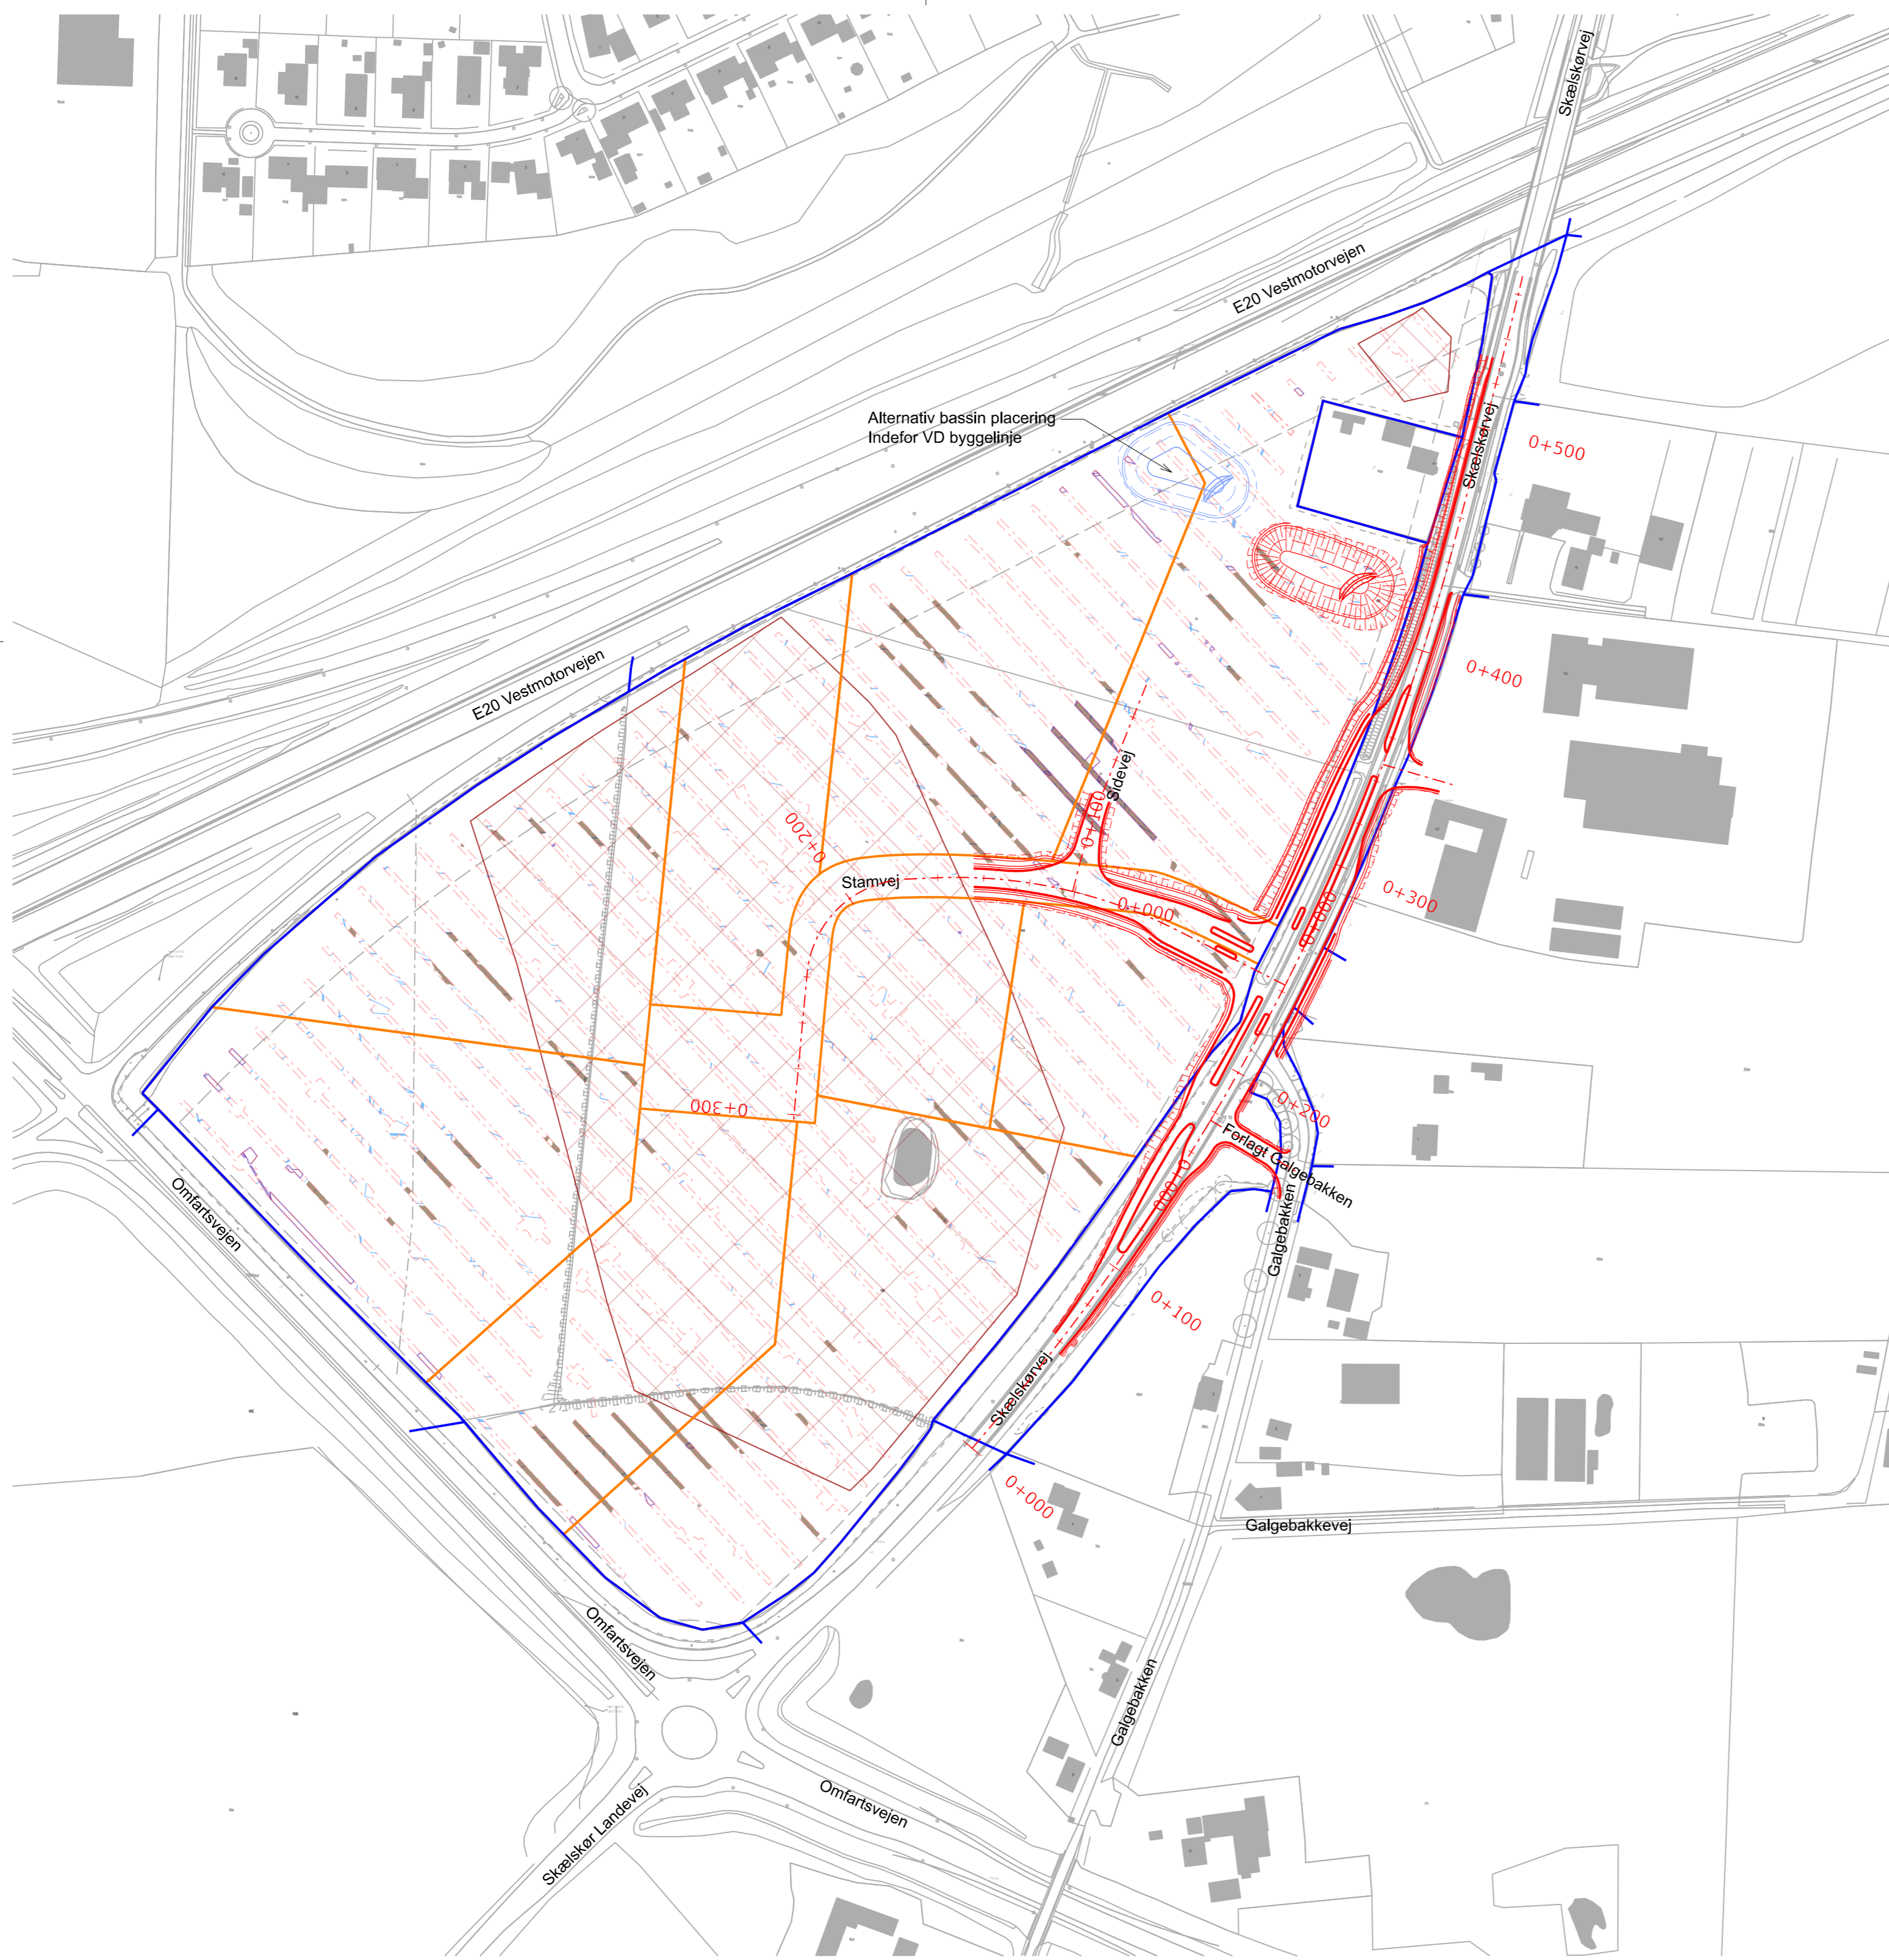 Skælskørvej
E20 Vestmotorvejen
Alternativ bassin placering
Indefor VD byggelinje
Skælskørvej
0+500
E20 Vestmotorvejen
0+400
Sidevej
0+100
0+200
Stamvej
0+000
0+300
0+000
0+300
0+200
Forlagt Galgebakken
0+000
Galgebakken
Omfartsvejen
0+100
Skælskørvej
0+000
Galgebakkevej
Omfartsvejen
Galgebakken
Omfartsvejen
Skælskør Landevej